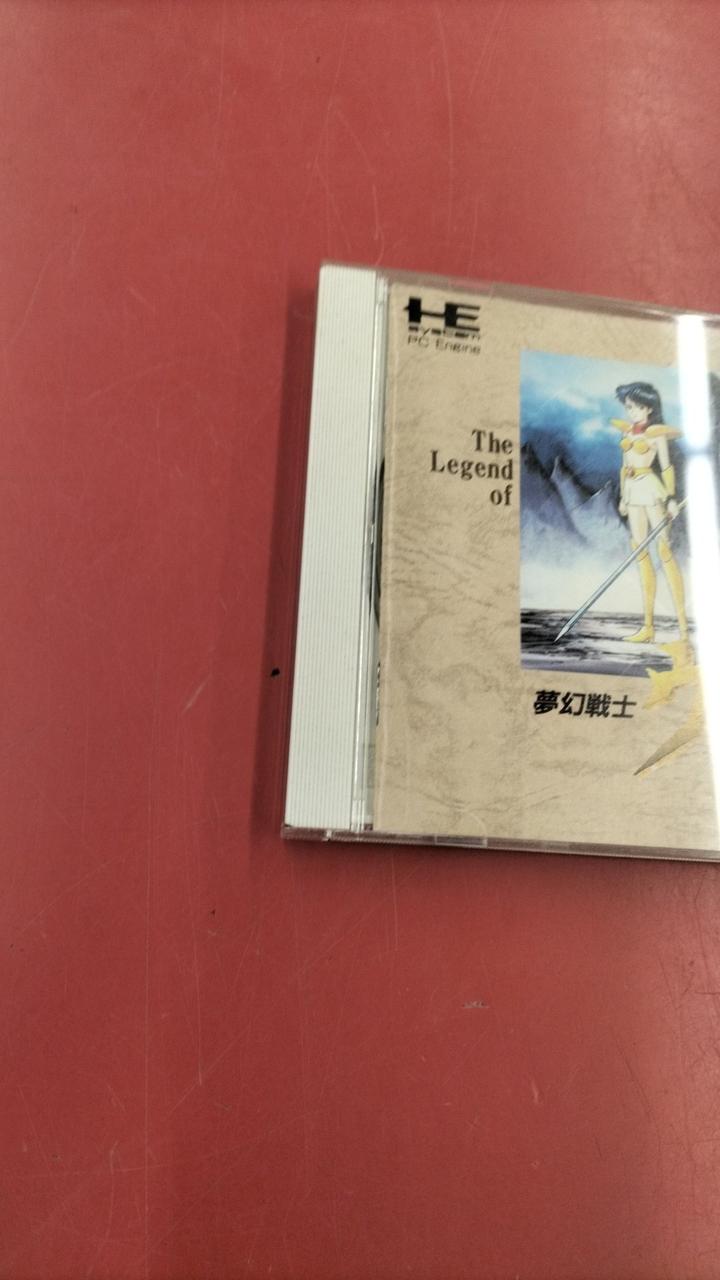 HE
system
PC Engine
The
Legend
of
夢幻戦士